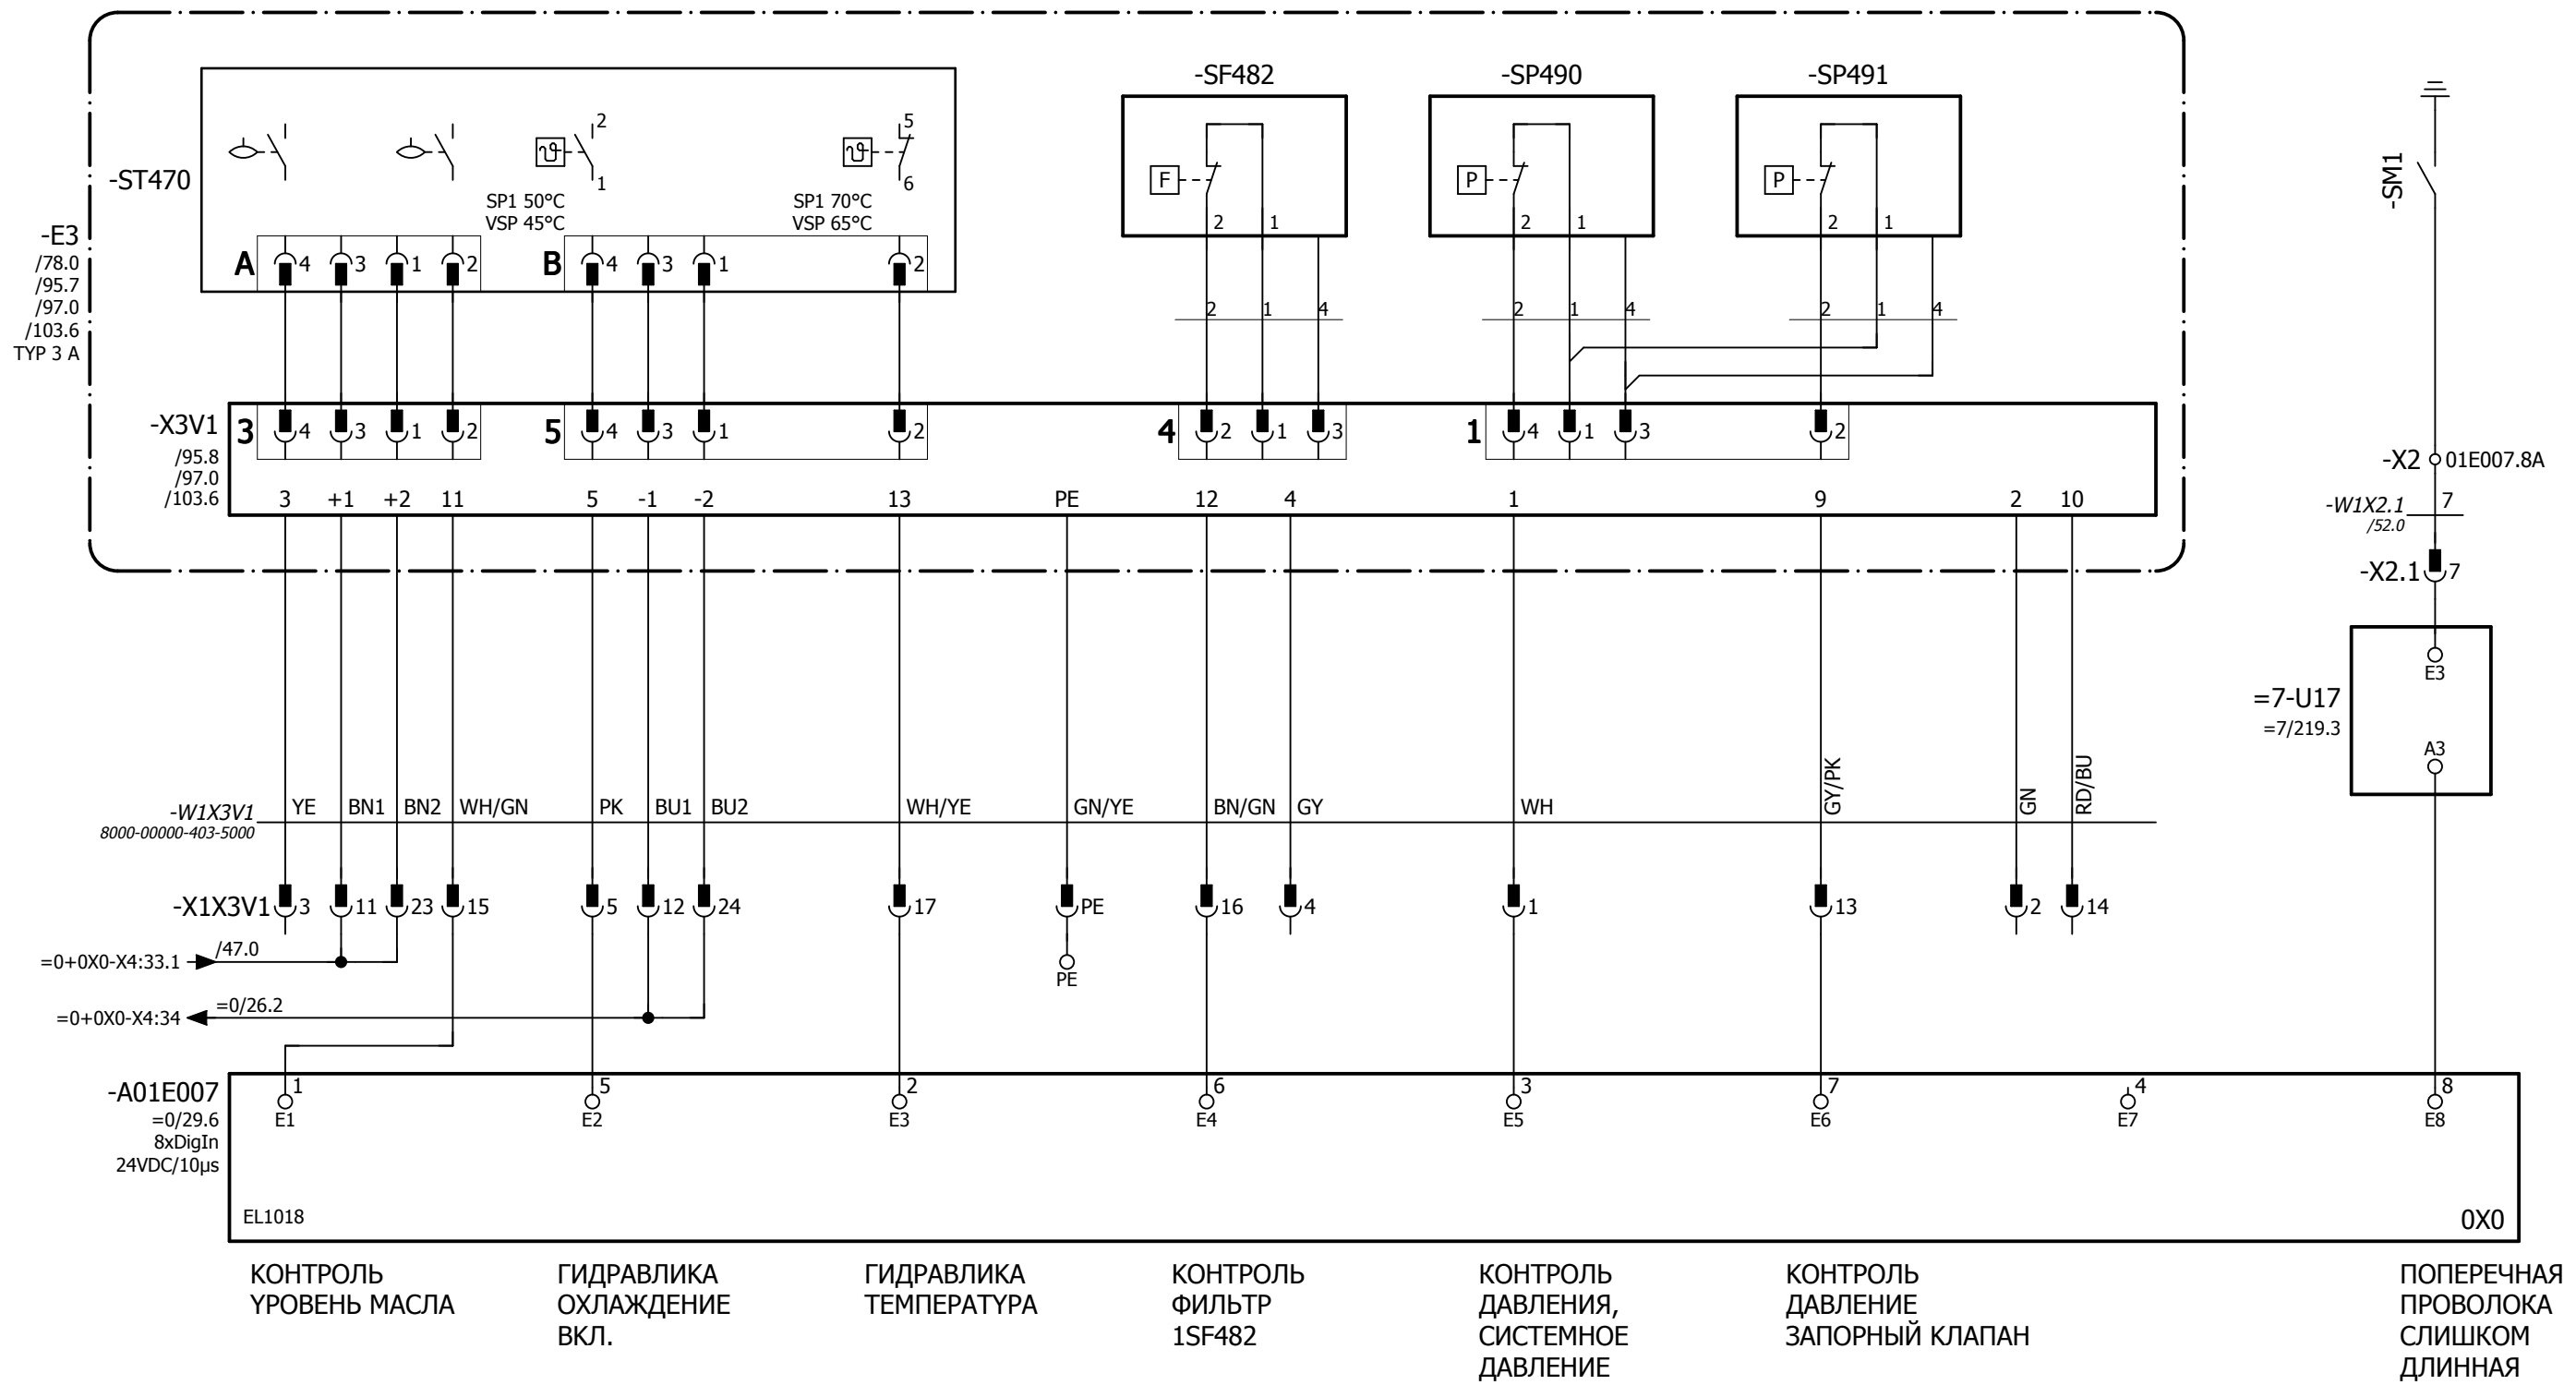 -SF482
-SP490
-SP491
-ST470
2
1
5
6
SP1 50°C
VSP 45°C
SP1 70°C
VSP 65°C
F
P
P
2 1
2 1
2 1
-SM1
-E3
/78.0
/95.7
/97.0
/103.6
TYP 3 A
A 4 3 1 2
B 4 3 1 2
2 1 4
2 1 4
2 1 4
-X3V1
/95.8
/97.0
/103.6
3 4 3 1 2
5 4 3 1 2
4 2 1 3
1 4 1 3 2
3 +1 +2 11 5 -1 -2 13 PE 12 4 1 9 2 10
-X2 01E007.8A
-W1X2.1 7
/52.0
-X2.1 7
E3
=7-U17
=7/219.3
A3
-W1X3V1
8000-00000-403-5000
YE BN1 BN2 WH/GN PK BU1 BU2 WH/YE GN/YE BN/GN GY WH GY/PK GN RD/BU
-X1X3V1 3 11 23 15 5 12 24 17 PE 16 4 1 13 2 14
=0+0X0-X4:33.1 /47.0
PE
=0+0X0-X4:34 =0/26.2
-A01E007
=0/29.6
8xDigIn
24VDC/10µs
1 5 2 6 3 7 4 8
E1 E2 E3 E4 E5 E6 E7 E8
EL1018
0X0
КОНТРОЛЬ
УРОВЕНЬ МАСЛА
ГИДРАВЛИКА
ОХЛАЖДЕНИЕ
ВКЛ.
ГИДРАВЛИКА
ТЕМПЕРАТУРА
КОНТРОЛЬ
ФИЛЬТР
1SF482
КОНТРОЛЬ
ДАВЛЕНИЯ,
СИСТЕМНОЕ
ДАВЛЕНИЕ
КОНТРОЛЬ
ДАВЛЕНИЕ
ЗАПОРНЫЙ КЛАПАН
ПОПЕРЕЧНАЯ
ПРОВОЛОКА
СЛИШКОМ
ДЛИННАЯ